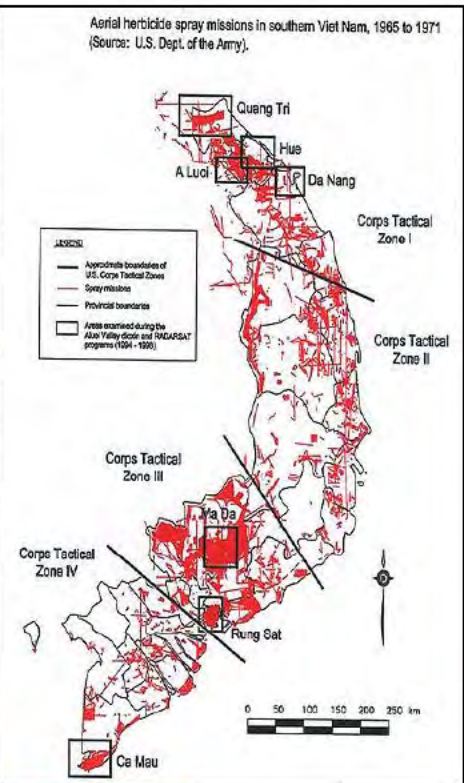 Aerial herbicide spray missions in southern Viet Nam, 1965 to 1971
(Source: U.S. Dept. of the Army).
Quang Tri
Hue
A Luoi
Da Nang
Corps Tactical
Zone I
LEGEND
Approximate boundaries of
U.S. Corps Tactical Zones
Spray missions
Provincial boundaries
Areas examined during the
Aluoi Valley dioxin and RADARSAT
programs (1994 - 1998)
Corps Tactical
Zone II
Corps Tactical
Zone III
Ma Da
Corps Tactical
Zone IV
Rung Sat
0 50 100 150 200 250 km
Ca Mau